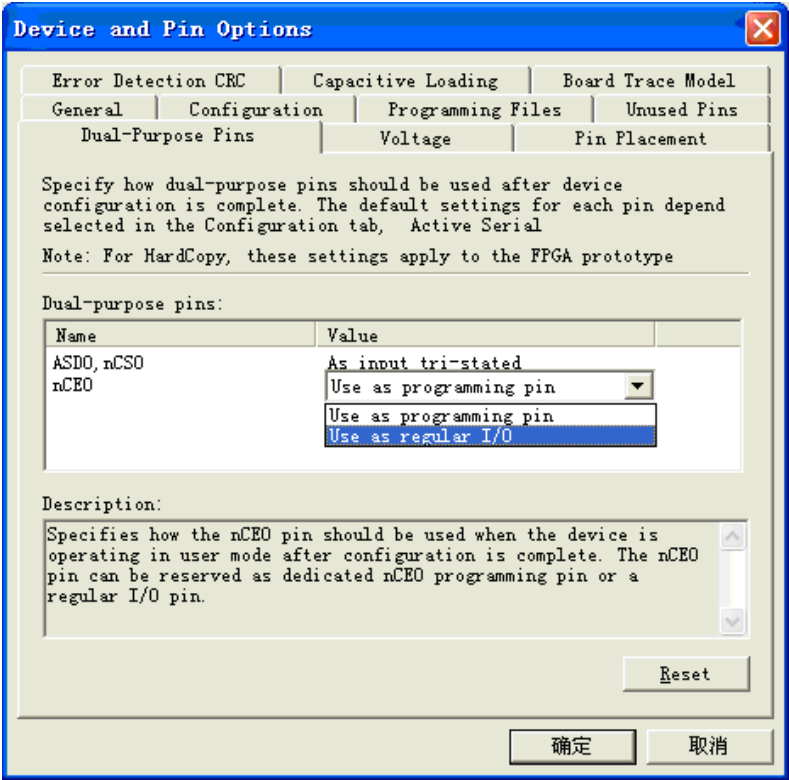 Device and Pin Options
Error Detection CRC
Capacitive Loading
Board Trace Model
General
Configuration
Programming Files
Unused Pins
Dual-Purpose Pins
Voltage
Pin Placement
Specify how dual-purpose pins should be used after device
configuration is complete. The default settings for each pin depend
selected in the Configuration tab, Active Serial
Note: For HardCopy, these settings apply to the FPGA prototype
Dual-purpose pins:
Name
Value
ASDO, nCSO
As input tri-stated
nCEO
Use as programming pin
Use as programming pin
Use as regular I/O
Description:
Specifies how the nCEO pin should be used when the device is
operating in user mode after configuration is complete. The nCEO
pin can be reserved as dedicated nCEO programming pin or a
regular I/O pin.
Reset
确定
取消